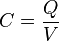 C = Q/V